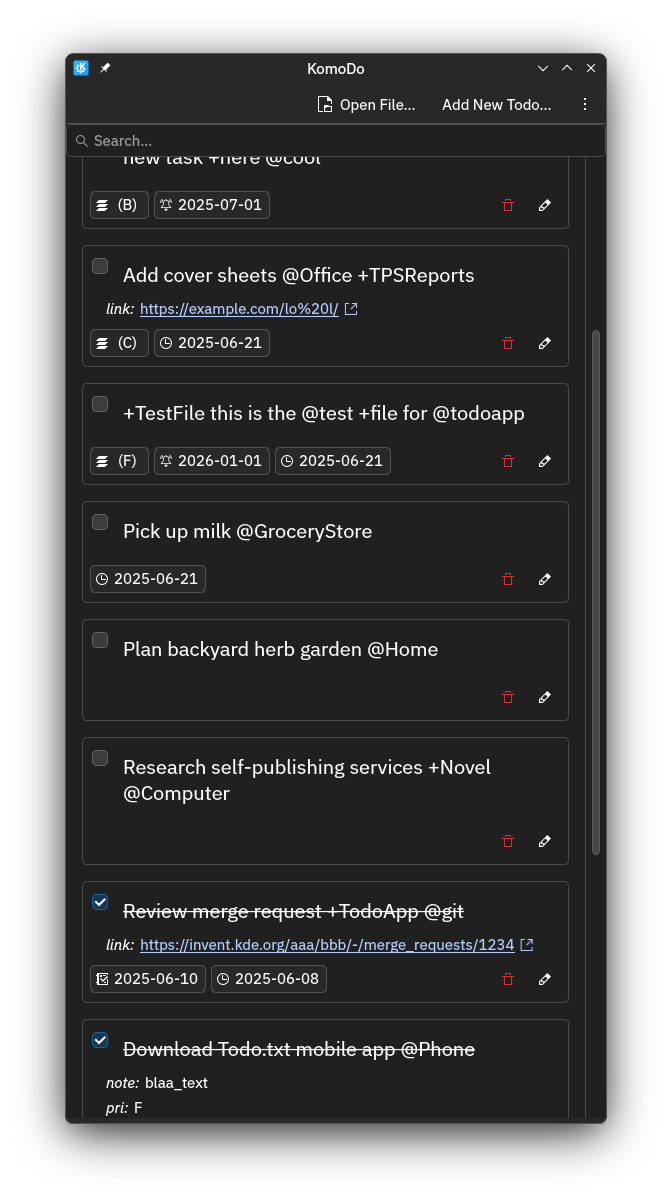 KomoDo
Open File... Add New Todo...
Search...
new task +here @cool
(B) 2025-07-01
Add cover sheets @Office +TPSReports
link: https://example.com/lo%20l/
(C) 2025-06-21
+TestFile this is the @test +file for @todoapp
(F) 2026-01-01 2025-06-21
Pick up milk @GroceryStore
2025-06-21
Plan backyard herb garden @Home
Research self-publishing services +Novel
@Computer
Review merge request +TodoApp @git
link: https://invent.kde.org/aaa/bbb/-/merge_requests/1234
2025-06-10 2025-06-08
Download Todo.txt mobile app @Phone
note: blaa_text
pri: F